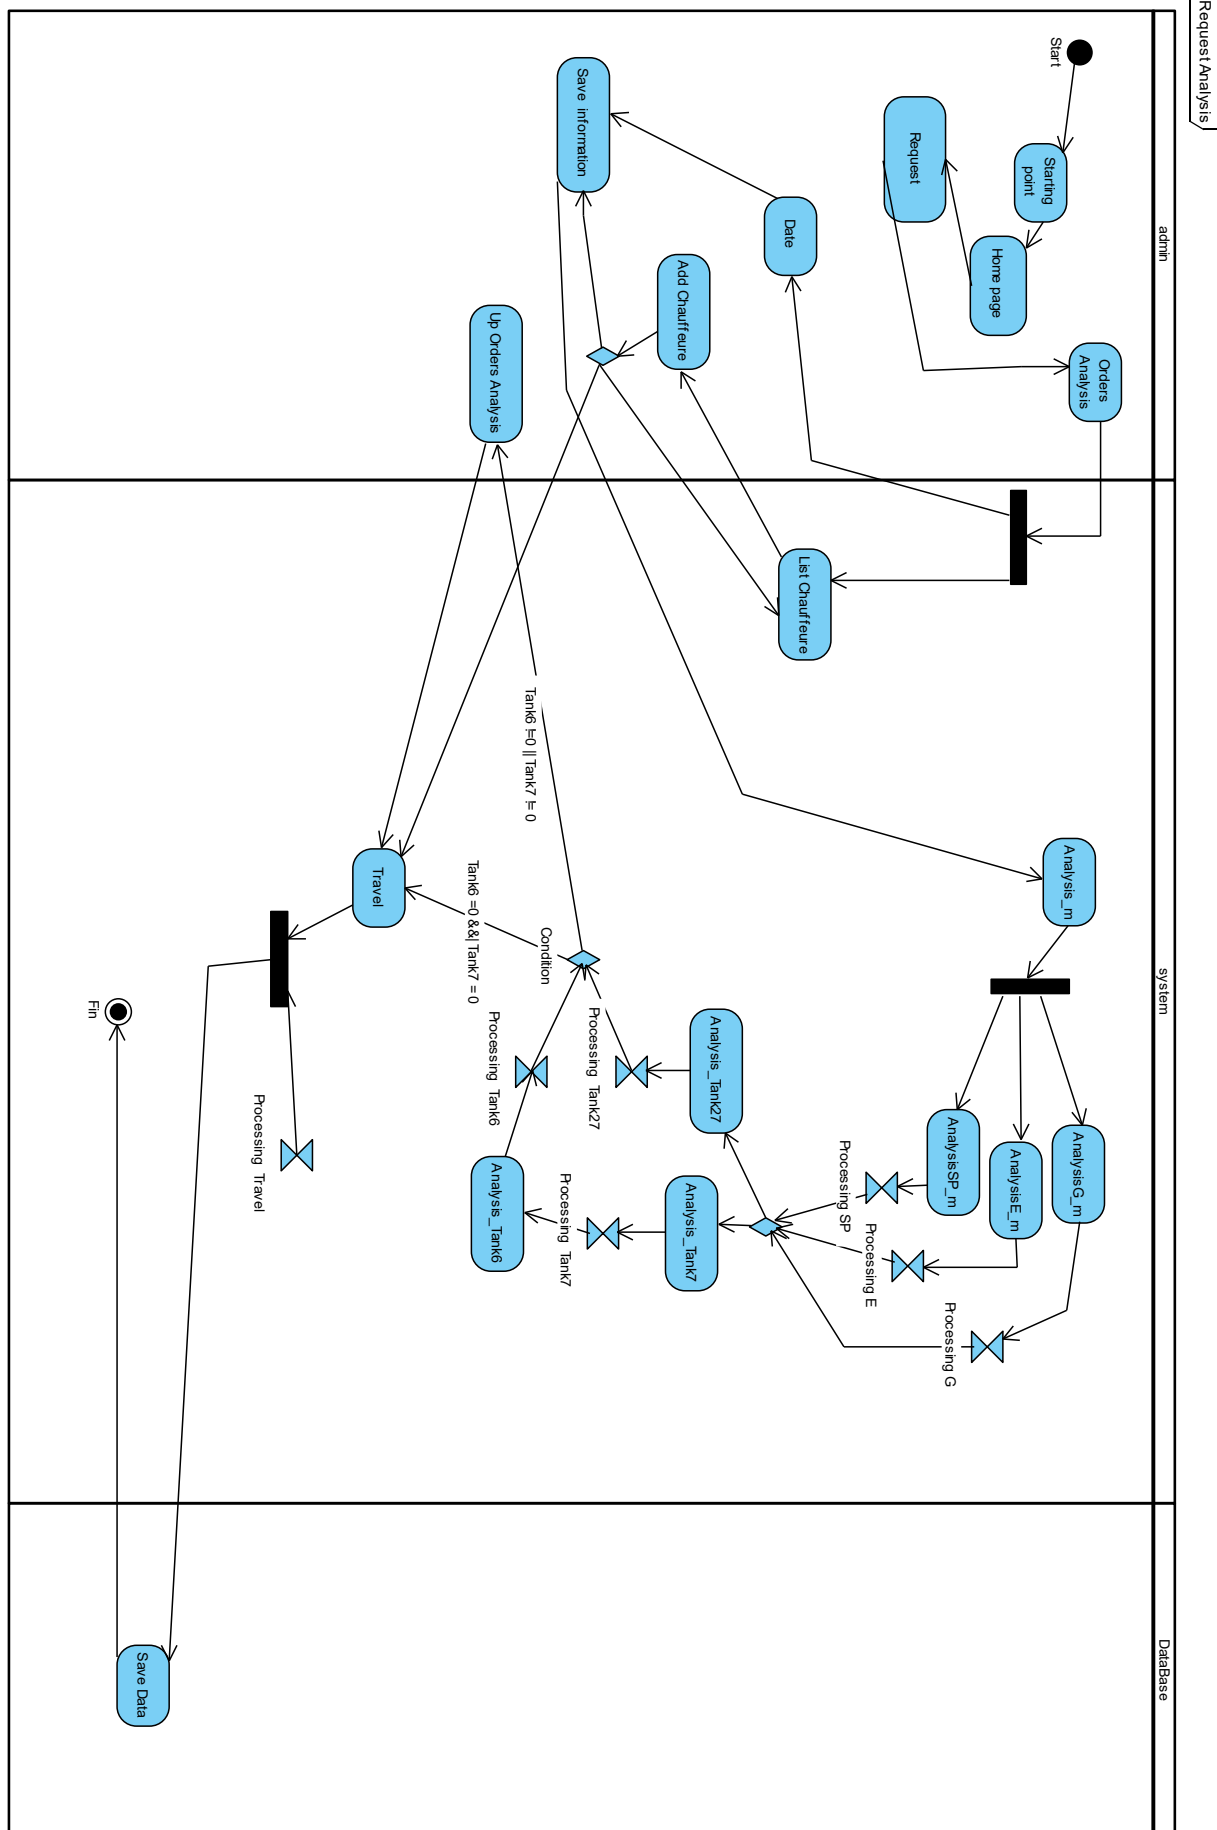 Request Analysis
admin
system
DataBase
Start
Starting
point
Home page
Request
Orders
Analysis
Date
Save  information
Add Chauffeure
Up Orders Analysis
List Chauffeure
Analysis_m
AnalysisG_m
AnalysisE_m
AnalysisSP_m
Processing SP
Processing E
Processing G
Analysis_Tank27
Analysis_Tank7
Processing  Tank27
Processing  Tank7
Analysis_Tank6
Processing  Tank6
Condition
Tank6 !=0 || Tank7 != 0
Tank6 =0 &&| Tank7 = 0
Travel
Processing  Travel
Save Data
Fin